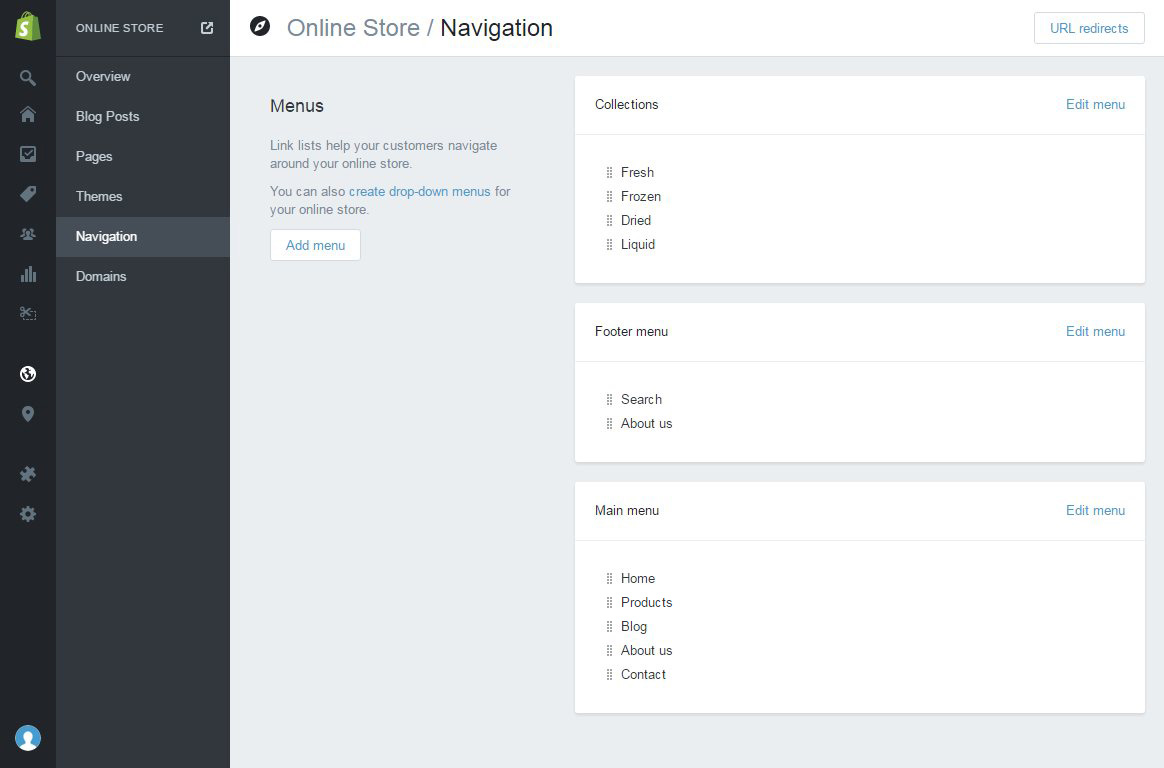 ONLINE STORE
Overview
Blog Posts
Pages
Themes
Navigation
Domains
Online Store / Navigation
URL redirects
Menus
Link lists help your customers navigate
around your online store.
You can also create drop-down menus for
your online store.
Add menu
Collections
Edit menu
Fresh
Frozen
Dried
Liquid
Footer menu
Edit menu
Search
About us
Main menu
Edit menu
Home
Products
Blog
About us
Contact